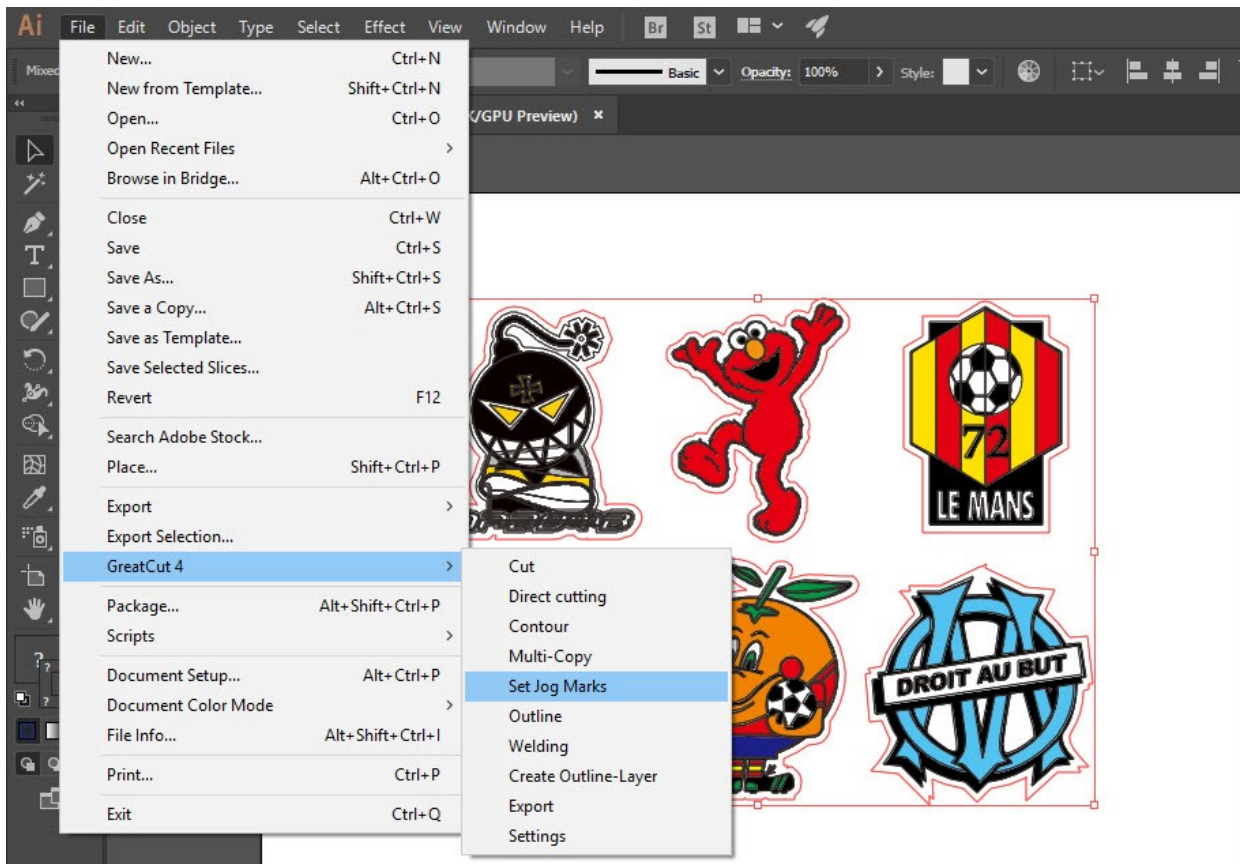 Ai File Edit Object Type Select Effect View Window Help Br St
Mixed Basic Opacity: 100% Style:
K/GPU Preview) ×
New... Ctrl+N
New from Template... Shift+Ctrl+N
Open... Ctrl+O
Open Recent Files
Browse in Bridge... Alt+Ctrl+O
Close Ctrl+W
Save Ctrl+S
Save As... Shift+Ctrl+S
Save a Copy... Alt+Ctrl+S
Save as Template...
Save Selected Slices...
Revert F12
Search Adobe Stock...
Place... Shift+Ctrl+P
Export
Export Selection...
GreatCut 4
Package... Alt+Shift+Ctrl+P
Scripts
Document Setup... Alt+Ctrl+P
Document Color Mode
File Info... Alt+Shift+Ctrl+I
Print... Ctrl+P
Exit Ctrl+Q
Cut
Direct cutting
Contour
Multi-Copy
Set Jog Marks
Outline
Welding
Create Outline-Layer
Export
Settings
72
LE MANS
DROIT AU BUT